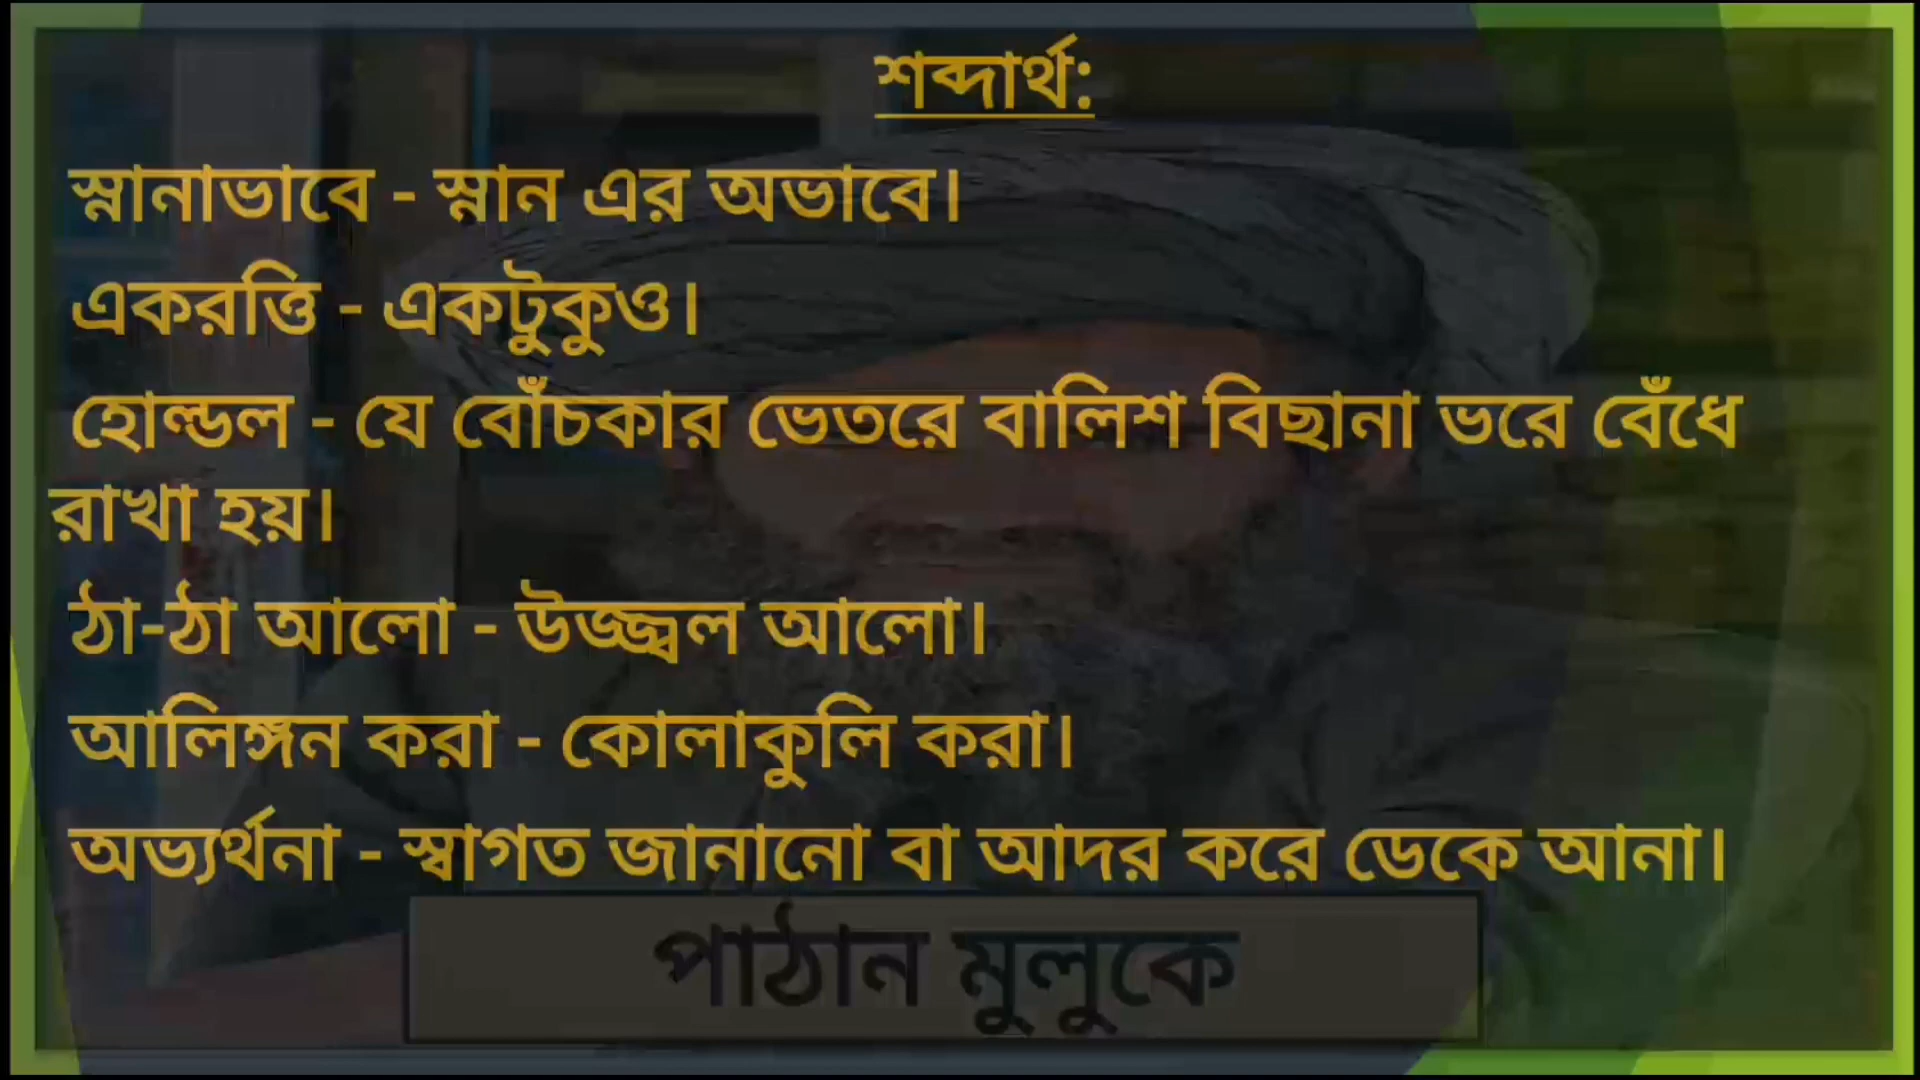 শব্দার্থ:
স্নানাভাবে - স্নান এর অভাবে।
একরত্তি - একটুকুও।
হোল্ডল - যে বোঁচকার ভেতরে বালিশ বিছানা ভরে বেঁধে
রাখা হয়।
ঠা-ঠা আলো - উজ্জ্বল আলো।
আলিঙ্গন করা - কোলাকুলি করা।
অভ্যর্থনা - স্বাগত জানানো বা আদর করে ডেকে আনা।
পাঠান মুলুকে